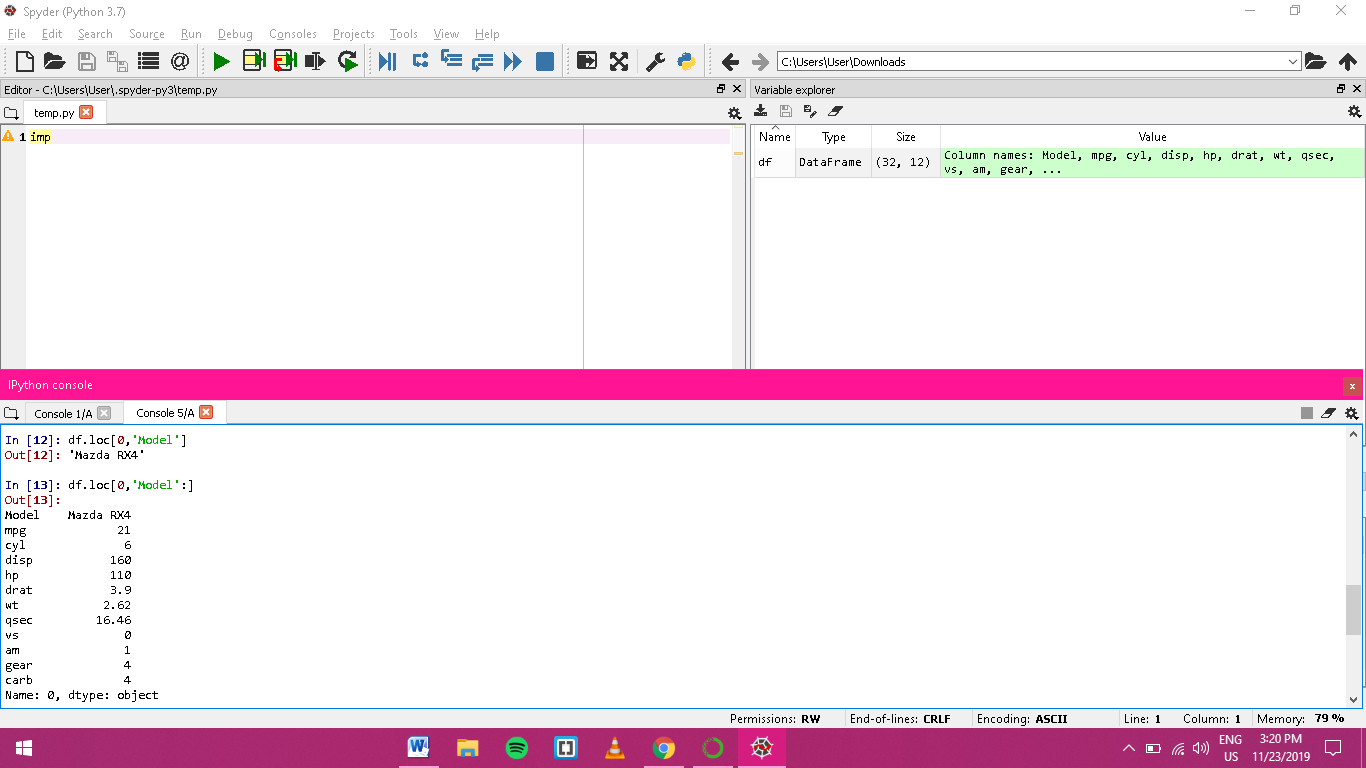 Spyder (Python 3.7)
File Edit Search Source Run Debug Consoles Projects Tools View Help
C:\Users\User\Downloads
Editor - C:\Users\User\.spyder-py3\temp.py
temp.py
1 imp
Variable explorer
Name Type Size Value
df DataFrame (32, 12) Column names: Model, mpg, cyl, disp, hp, drat, wt, qsec,
vs, am, gear, ...
IPython console
Console 1/A Console 5/A
In [12]: df.loc[0,'Model']
Out[12]: 'Mazda RX4'
In [13]: df.loc[0,'Model':]
Out[13]:
Model Mazda RX4
mpg 21
cyl 6
disp 160
hp 110
drat 3.9
wt 2.62
qsec 16.46
vs 0
am 1
gear 4
carb 4
Name: 0, dtype: object
Permissions: RW End-of-lines: CRLF Encoding: ASCII Line: 1 Column: 1 Memory: 79 %
ENG 3:20 PM
US 11/23/2019